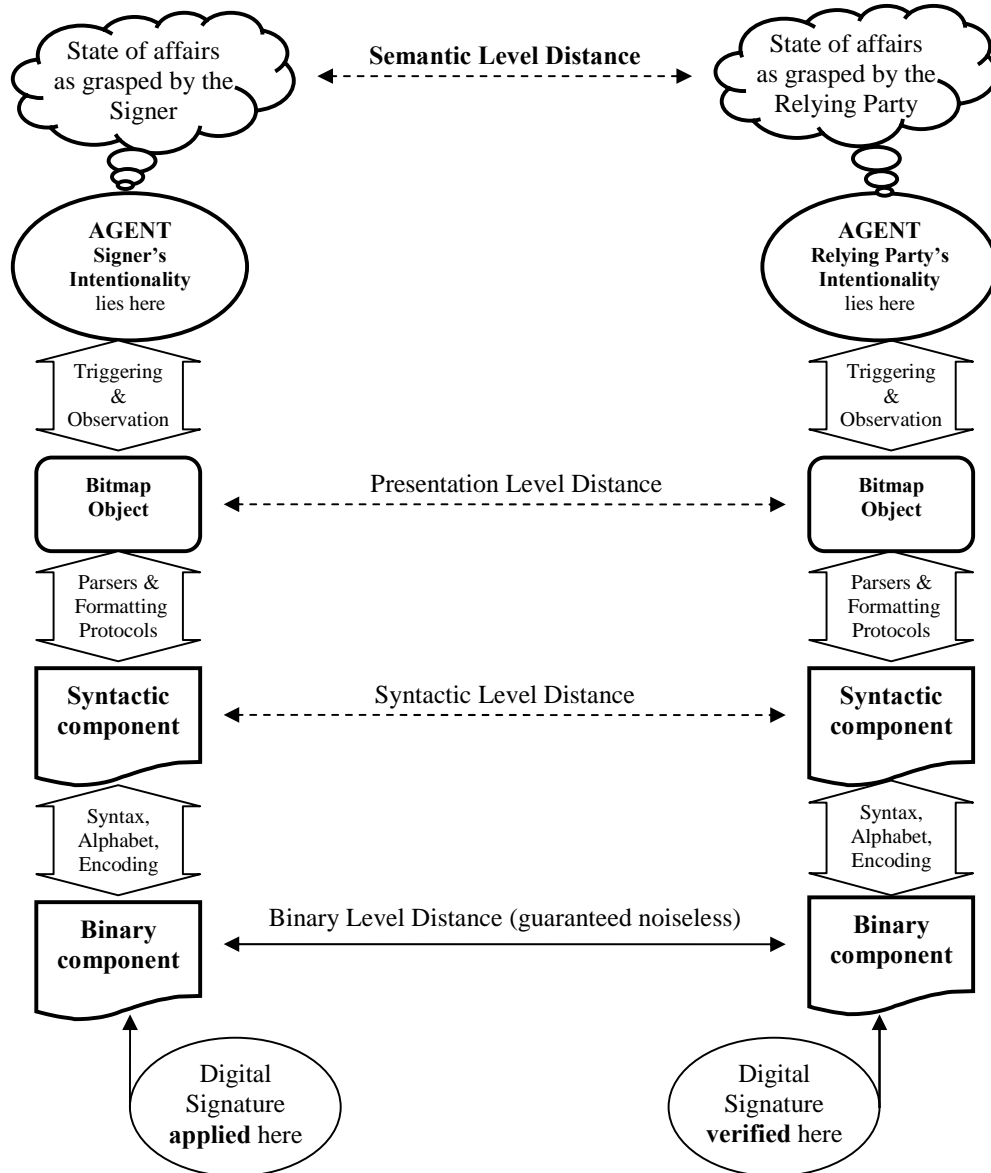 State of affairs
as grasped by the
Signer
Semantic Level Distance
State of affairs
as grasped by the
Relying Party
AGENT
Signer's
Intentionality
lies here
AGENT
Relying Party's
Intentionality
lies here
Triggering
&
Observation
Triggering
&
Observation
Bitmap
Object
Presentation Level Distance
Bitmap
Object
Parsers &
Formatting
Protocols
Parsers &
Formatting
Protocols
Syntactic
component
Syntactic Level Distance
Syntactic
component
Syntax,
Alphabet,
Encoding
Syntax,
Alphabet,
Encoding
Binary
component
Binary Level Distance (guaranteed noiseless)
Binary
component
Digital
Signature
applied here
Digital
Signature
verified here